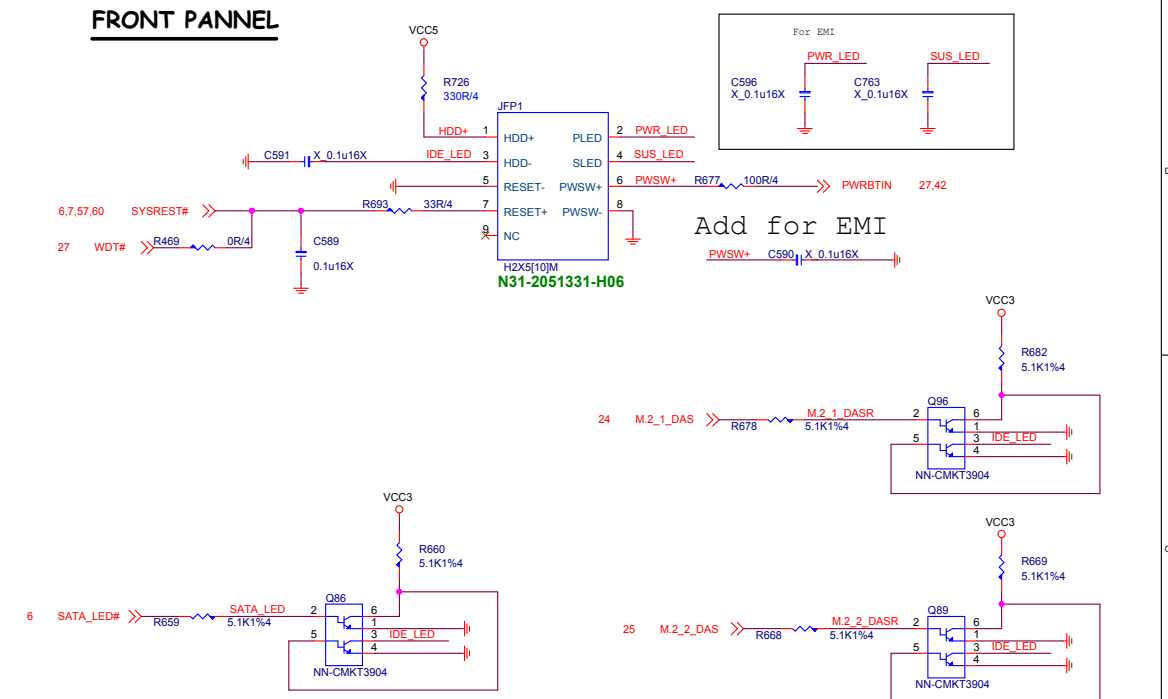 FRONT PANNEL
VCC5
R726
330R/4
For EMI
PWR_LED
SUS_LED
C596
X_0.1u16X
C763
X_0.1u16X
JFP1
HDD+ 1 HDD+ PLED 2 PWR_LED
C591 X_0.1u16X IDE_LED 3 HDD- SLED 4 SUS_LED
5 RESET- PWSW+ 6 PWSW+ R677 100R/4 PWRBTIN 27,42
6,7,57,60 SYSREST# R693 33R/4 7 RESET+ PWSW- 8
27 WDT# R469 0R/4 9 NC
C589
0.1u16X
H2X5[10]M
N31-2051331-H06
Add for EMI
PWSW+ C590 X_0.1u16X
VCC3
R682
5.1K1%4
Q96
24 M.2_1_DAS R678 M.2_1_DASR 5.1K1%4 2 6
1
5 3 IDE_LED
4
NN-CMKT3904
VCC3
R660
5.1K1%4
Q86
6 SATA_LED# R659 SATA_LED 5.1K1%4 2 6
1
5 3 IDE_LED
4
NN-CMKT3904
VCC3
R669
5.1K1%4
Q89
25 M.2_2_DAS R668 M.2_2_DASR 5.1K1%4 2 6
1
5 3 IDE_LED
4
NN-CMKT3904